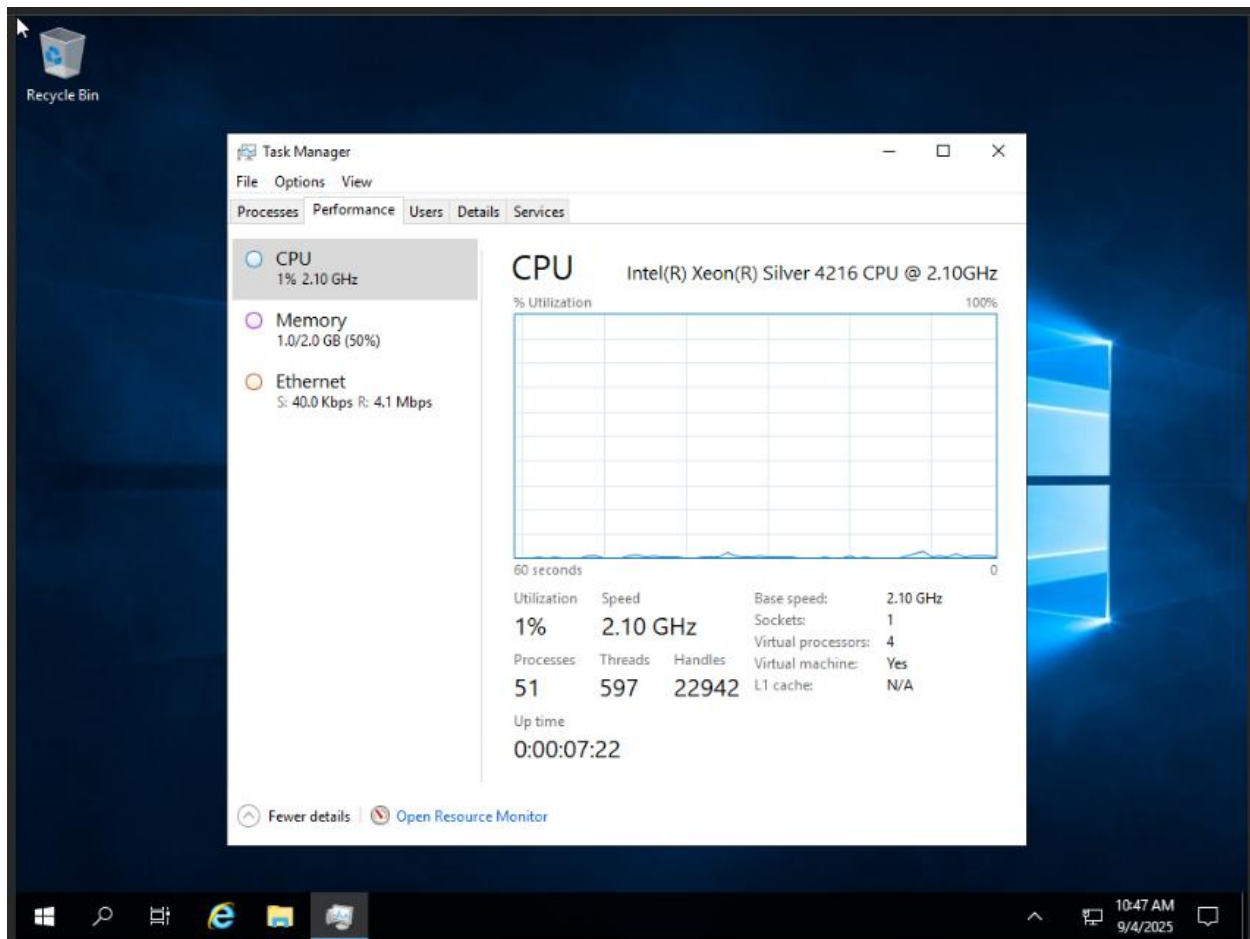 Recycle Bin
Task Manager
File Options View
Processes Performance Users Details Services
CPU
1% 2.10 GHz
Memory
1.0/2.0 GB (50%)
Ethernet
S: 40.0 Kbps R: 4.1 Mbps
CPU Intel(R) Xeon(R) Silver 4216 CPU @ 2.10GHz
% Utilization 100%
60 seconds 0
Utilization Speed Base speed: 2.10 GHz
1% 2.10 GHz Sockets: 1
Virtual processors: 4
Processes Threads Handles Virtual machine: Yes
51 597 22942 L1 cache: N/A
Up time
0:00:07:22
Fewer details Open Resource Monitor
10:47 AM
9/4/2025